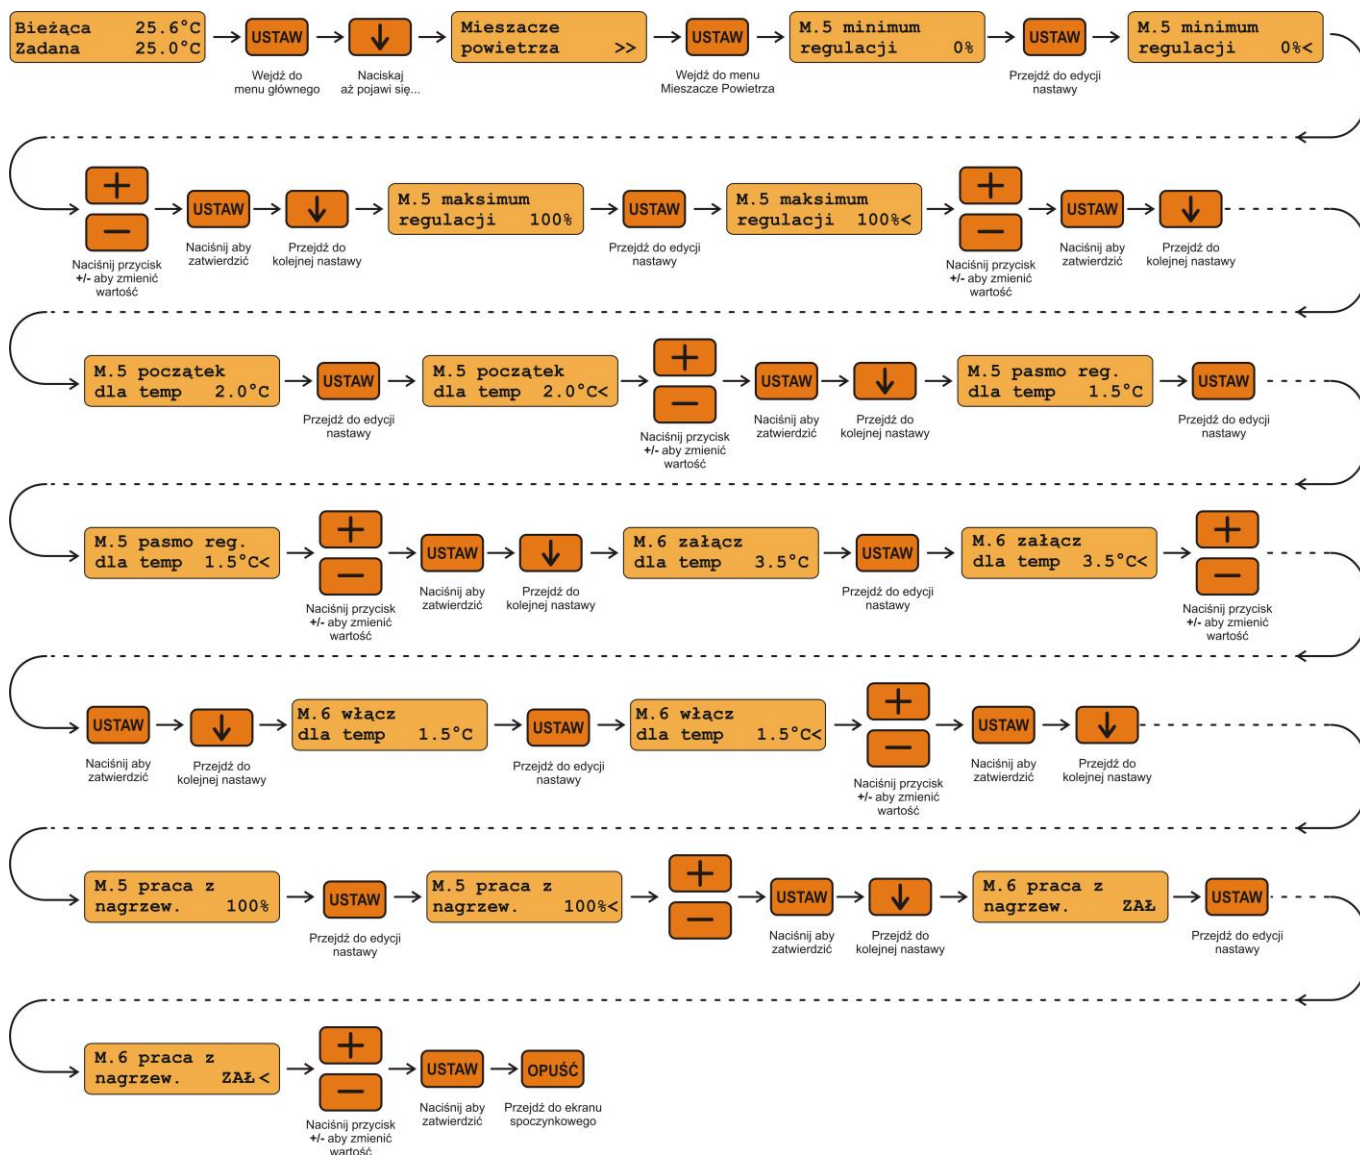 Bieżąca 25.6°C
Zadana 25.0°C
USTAW
Wejdź do
menu głównego
Naciskaj
aż pojawi się...
Mieszacze
powietrza >>
USTAW
Wejdź do menu
Mieszacze Powietrza
M.5 minimum
regulacji 0%
USTAW
Przejdź do edycji
nastawy
M.5 minimum
regulacji 0%<
Naciśnij przycisk
+/- aby zmienić
wartość
USTAW
Naciśnij aby
zatwierdzić
Przejdź do
kolejnej nastawy
M.5 maksimum
regulacji 100%
USTAW
Przejdź do edycji
nastawy
M.5 maksimum
regulacji 100%<
Naciśnij przycisk
+/- aby zmienić
wartość
USTAW
Naciśnij aby
zatwierdzić
Przejdź do
kolejnej nastawy
M.5 początek
dla temp 2.0°C
USTAW
Przejdź do edycji
nastawy
M.5 początek
dla temp 2.0°C<
Naciśnij przycisk
+/- aby zmienić
wartość
USTAW
Naciśnij aby
zatwierdzić
Przejdź do
kolejnej nastawy
M.5 pasmo reg.
dla temp 1.5°C
USTAW
Przejdź do edycji
nastawy
M.5 pasmo reg.
dla temp 1.5°C<
Naciśnij przycisk
+/- aby zmienić
wartość
USTAW
Naciśnij aby
zatwierdzić
Przejdź do
kolejnej nastawy
M.6 załącz
dla temp 3.5°C
USTAW
Przejdź do edycji
nastawy
M.6 załącz
dla temp 3.5°C<
Naciśnij przycisk
+/- aby zmienić
wartość
USTAW
Naciśnij aby
zatwierdzić
Przejdź do
kolejnej nastawy
M.6 włącz
dla temp 1.5°C
USTAW
Przejdź do edycji
nastawy
M.6 włącz
dla temp 1.5°C<
Naciśnij przycisk
+/- aby zmienić
wartość
USTAW
Naciśnij aby
zatwierdzić
Przejdź do
kolejnej nastawy
M.5 praca z
nagrzew. 100%
USTAW
Przejdź do edycji
nastawy
M.5 praca z
nagrzew. 100%<
USTAW
Naciśnij aby
zatwierdzić
Przejdź do
kolejnej nastawy
M.6 praca z
nagrzew. ZAŁ
USTAW
Przejdź do edycji
nastawy
M.6 praca z
nagrzew. ZAŁ<
Naciśnij przycisk
+/- aby zmienić
wartość
USTAW
Naciśnij aby
zatwierdzić
OPUŚĆ
Przejdź do ekranu
spoczynkowego